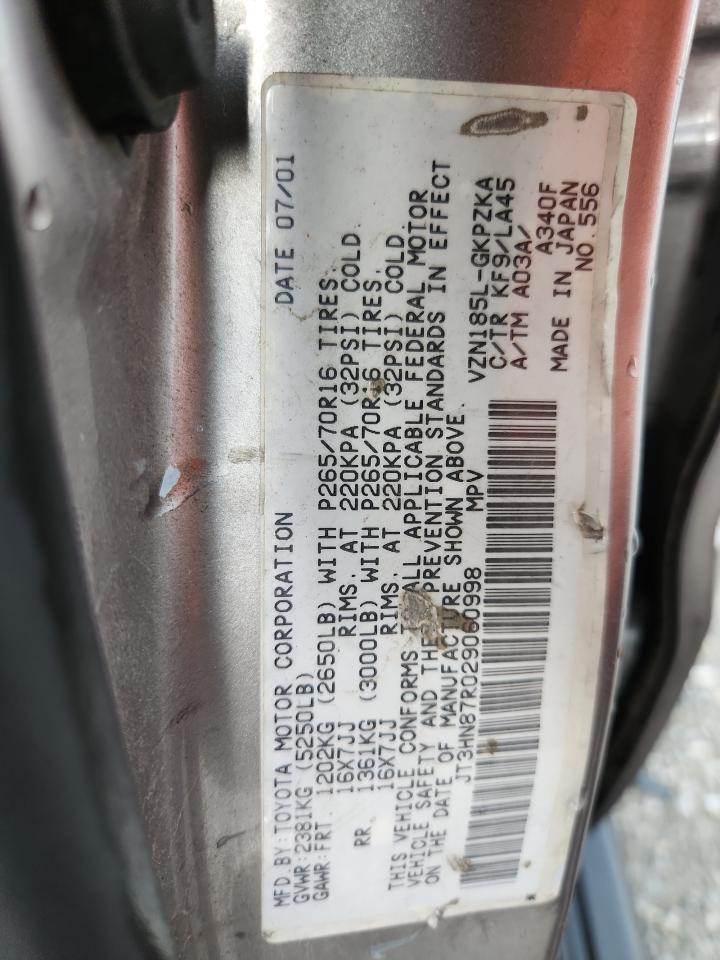 MFD.BY:TOYOTA MOTOR CORPORATION DATE 07/01
GVWR:2381KG (5250LB)
GAWR:FRT. 1202KG (2650LB) WITH P265/70R16 TIRES,
16X7JJ RIMS, AT 220KPA (32PSI) COLD.
RR. 1361KG (3000LB) WITH P265/70R16 TIRES,
16X7JJ RIMS, AT 220KPA (32PSI) COLD.
THIS VEHICLE CONFORMS TO ALL APPLICABLE FEDERAL MOTOR
VEHICLE SAFETY AND THEFT PREVENTION STANDARDS IN EFFECT
ON THE DATE OF MANUFACTURE SHOWN ABOVE.
JT3HN87R029060998 MPV VZN185L-GKPZKA
C/TR KF9/LA45
A/TM A03A/
A340F
MADE IN JAPAN
NO.556